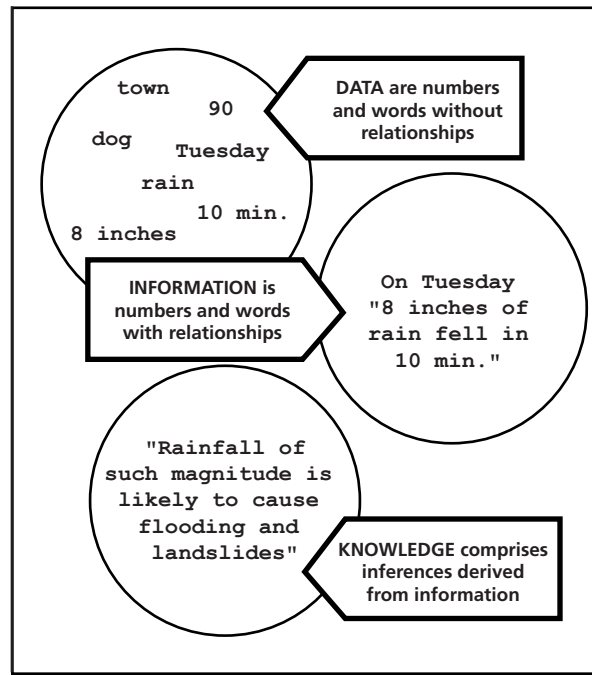 town
90
DATA are numbers
and words without
relationships
dog
Tuesday
rain
10 min.
8 inches
INFORMATION is
numbers and words
with relationships
On Tuesday
"8 inches of
rain fell in
10 min."
"Rainfall of
such magnitude is
likely to cause
flooding and
landslides"
KNOWLEDGE comprises
inferences derived
from information